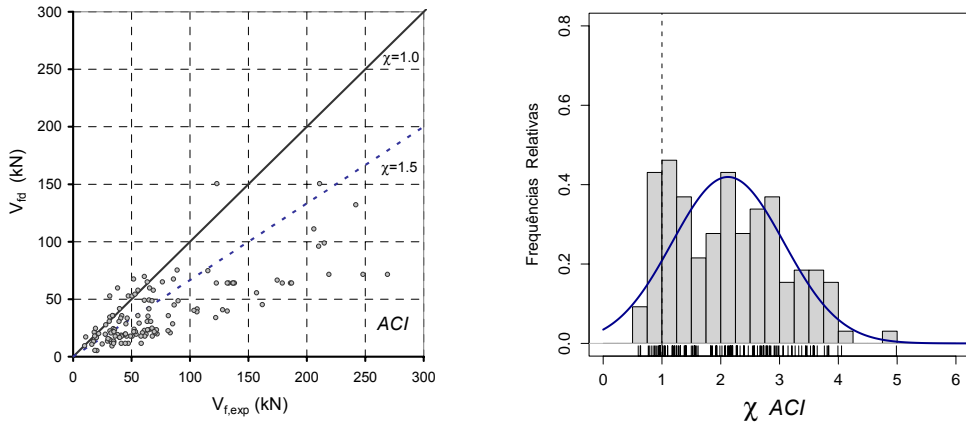 300
250
200
150
100
50
0
V_fd (kN)
χ=1.0
χ=1.5
ACI
0 50 100 150 200 250 300
V_f,exp (kN)
0.8
0.6
0.4
0.2
0.0
Frequências Relativas
0 1 2 3 4 5 6
χ ACI